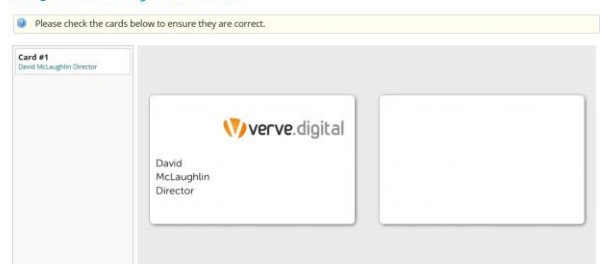 Please check the cards below to ensure they are correct.
Card #1
David McLaughlin Director
verve.digital
David
McLaughlin
Director